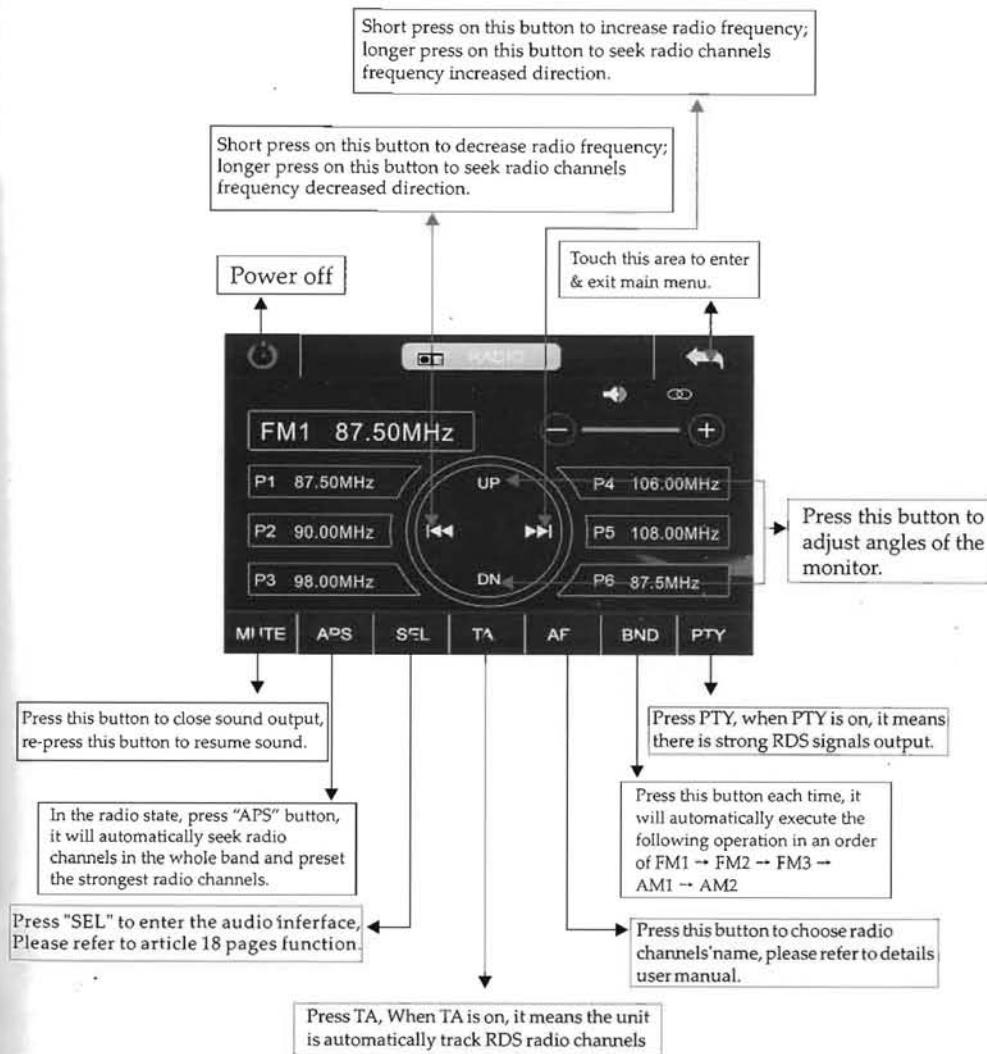 Short press on this button to increase radio frequency;
longer press on this button to seek radio channels
frequency increased direction.
Short press on this button to decrease radio frequency;
longer press on this button to seek radio channels
frequency decreased direction.
Touch this area to enter
& exit main menu.
Power off
RADIO
FM1 87.50MHz
P1 87.50MHz
UP
P4 106.00MHz
P2 90.00MHz
P5 108.00MHz
P3 98.00MHz
DN
P6 87.5MHz
Press this button to
adjust angles of the
monitor.
MUTE APS SEL TA AF BND PTY
Press this button to close sound output,
re-press this button to resume sound.
Press PTY, when PTY is on, it means
there is strong RDS signals output.
In the radio state, press "APS" button,
it will automatically seek radio
channels in the whole band and preset
the strongest radio channels.
Press this button each time, it
will automatically execute the
following operation in an order
of FM1 → FM2 → FM3 →
AM1 → AM2
Press "SEL" to enter the audio inferface,
Please refer to article 18 pages function.
Press this button to choose radio
channels'name, please refer to details
user manual.
Press TA, When TA is on, it means the unit
is automatically track RDS radio channels